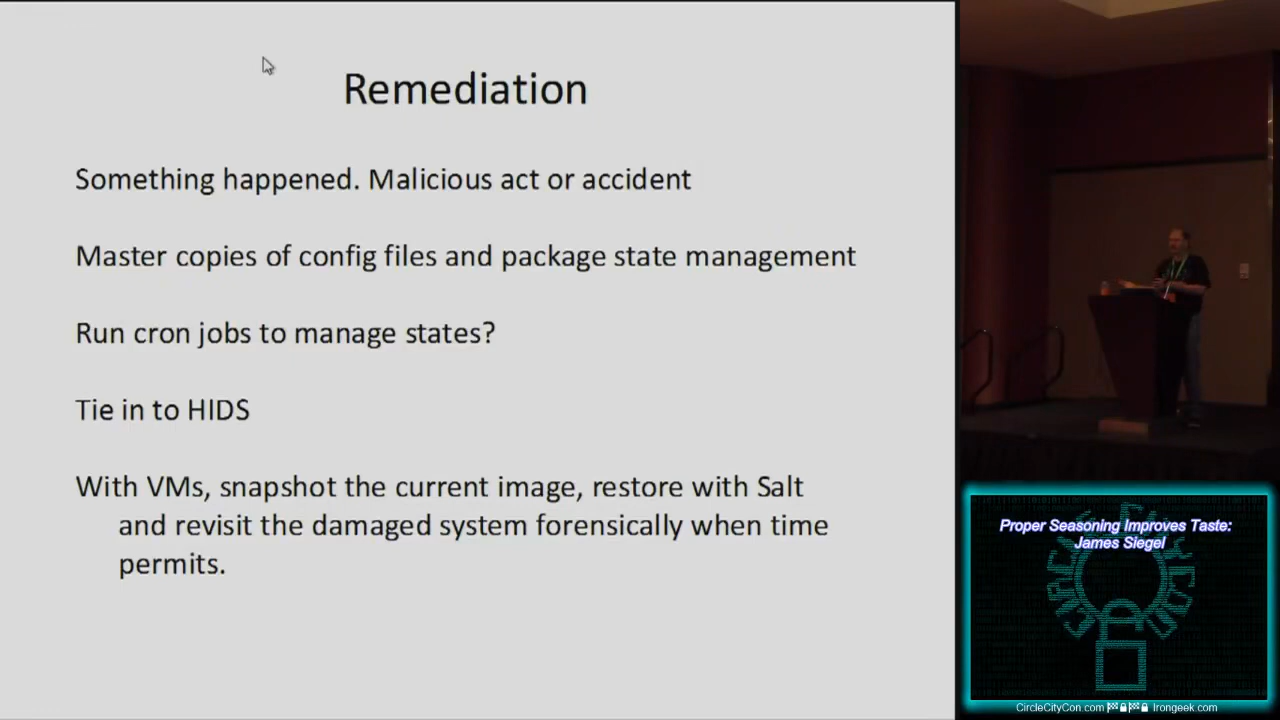 Remediation
Something happened. Malicious act or accident
Master copies of config files and package state management
Run cron jobs to manage states?
Tie in to HIDS
With VMs, snapshot the current image, restore with Salt
and revisit the damaged system forensically when time
permits.
Proper Seasoning Improves Taste:
James Siegel
CircleCityCon.com Irongeek.com